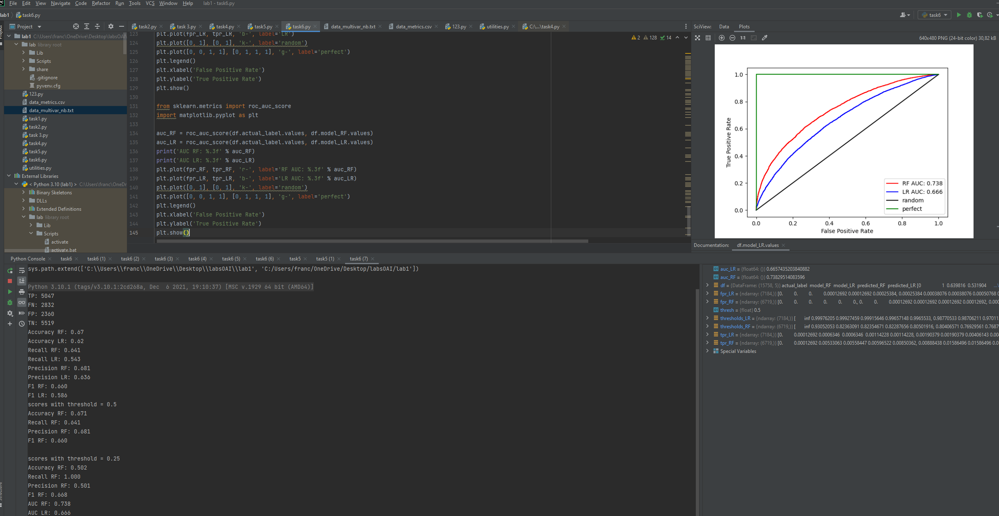 File Edit View Navigate Code Refactor Run Tools VCS Window Help lab1 - task6.py
lab1 task6.py
task6
Project
task2.py task 3.py task4.py task5.py task6.py data_multivar_nb.txt data_metrics.csv 123.py utilities.py C:\...\task4.py
lab1 C:\Users\franc\OneDrive\Desktop\labsOAI\
lab library root
Lib
Scripts
share
.gitignore
pyvenv.cfg
123.py
data_metrics.csv
data_multivar_nb.txt
task1.py
task2.py
task 3.py
task4.py
task5.py
task6.py
utilities.py
External Libraries
< Python 3.10 (lab1) > C:\Users\franc\OneDr
Binary Skeletons
DLLs
Extended Definitions
lab library root
Lib
Scripts
activate
activate.bat
2 128 14
123 plt.plot(fpr_LR, tpr_LR, 'b-', label='LR')
124 plt.plot([0, 1], [0, 1], 'k-', label='random')
125 plt.plot([0, 0, 1, 1], [0, 1, 1, 1], 'g-', label='perfect')
126 plt.legend()
127 plt.xlabel('False Positive Rate')
128 plt.ylabel('True Positive Rate')
129 plt.show()
130
131 from sklearn.metrics import roc_auc_score
132 import matplotlib.pyplot as plt
133
134 auc_RF = roc_auc_score(df.actual_label.values, df.model_RF.values)
135 auc_LR = roc_auc_score(df.actual_label.values, df.model_LR.values)
136 print('AUC RF: %.3f' % auc_RF)
137 print('AUC LR: %.3f' % auc_LR)
138 plt.plot(fpr_RF, tpr_RF, 'r-', label='RF AUC: %.3f' % auc_RF)
139 plt.plot(fpr_LR, tpr_LR, 'b-', label='LR AUC: %.3f' % auc_LR)
140 plt.plot([0, 1], [0, 1], 'k-', label='random')
141 plt.plot([0, 0, 1, 1], [0, 1, 1, 1], 'g-', label='perfect')
142 plt.legend()
143 plt.xlabel('False Positive Rate')
144 plt.ylabel('True Positive Rate')
145 plt.show()
SciView: Data Plots
1:1 640x480 PNG (24-bit color) 30,82 kB
1.0
0.8
0.6
0.4
0.2
0.0
True Positive Rate
RF AUC: 0.738
LR AUC: 0.666
random
perfect
0.0 0.2 0.4 0.6 0.8 1.0
False Positive Rate
Documentation: df.model_LR.values
Python Console task6 task6 (1) task6 (2) task6 (3) task6 (4) task6 (5) task6 (6) task5 task5 (1) task6 (7)
sys.path.extend(['C:\\Users\\franc\\OneDrive\\Desktop\\labsOAI\\lab1', 'C:/Users/franc/OneDrive/Desktop/labsOAI/lab1'])
Python 3.10.1 (tags/v3.10.1:2cd268a, Dec  6 2021, 19:10:37) [MSC v.1929 64 bit (AMD64)]
TP: 5047
FN: 2832
FP: 2360
TN: 5519
Accuracy RF: 0.67
Accuracy LR: 0.62
Recall RF: 0.641
Recall LR: 0.543
Precision RF: 0.681
Precision LR: 0.636
F1 RF: 0.660
F1 LR: 0.586
scores with threshold = 0.5
Accuracy RF: 0.671
Recall RF: 0.641
Precision RF: 0.681
F1 RF: 0.660
scores with threshold = 0.25
Accuracy RF: 0.502
Recall RF: 1.000
Precision RF: 0.501
F1 RF: 0.668
AUC RF: 0.738
AUC LR: 0.666
auc_LR = {float64: ()} 0.6657435203840882
auc_RF = {float64: ()} 0.73829514083596
df = {DataFrame: (15758, 5)} actual_label model_RF model_LR predicted_RF predicted_LR [0 1 0.639816 0.531904 ...
fpr_LR = {ndarray: (7184,)} [0. 0. 0. 0.00012692 0.00012692 0.00025384, 0.00025384 0.00038076 0.00038076 0.00050768
fpr_RF = {ndarray: (6719,)} [0. 0. 0. 0. 0. 0., 0. 0. 0.00012692 0.00012692 0.00012692 0.00012692, 0.000
thresh = {float} 0.5
thresholds_LR = {ndarray: (7184,)} [ inf 0.99976205 0.99927459 0.99915646 0.99657148 0.9965533, 0.98770533 0.98706211 0.97011
thresholds_RF = {ndarray: (6719,)} [ inf 0.93052053 0.82363091 0.82354671 0.82287656 0.80501916, 0.80406571 0.76929561 0.7687
tpr_LR = {ndarray: (7184,)} [0. 0.00012692 0.0006346 0.0006346 0.00114228 0.00114228, 0.00190379 0.00190379 0.00406143 0.00
tpr_RF = {ndarray: (6719,)} [0. 0.00012692 0.00533063 0.00558447 0.00596522 0.00850362, 0.00888438 0.01586496 0.01586496 0.0
Special Variables